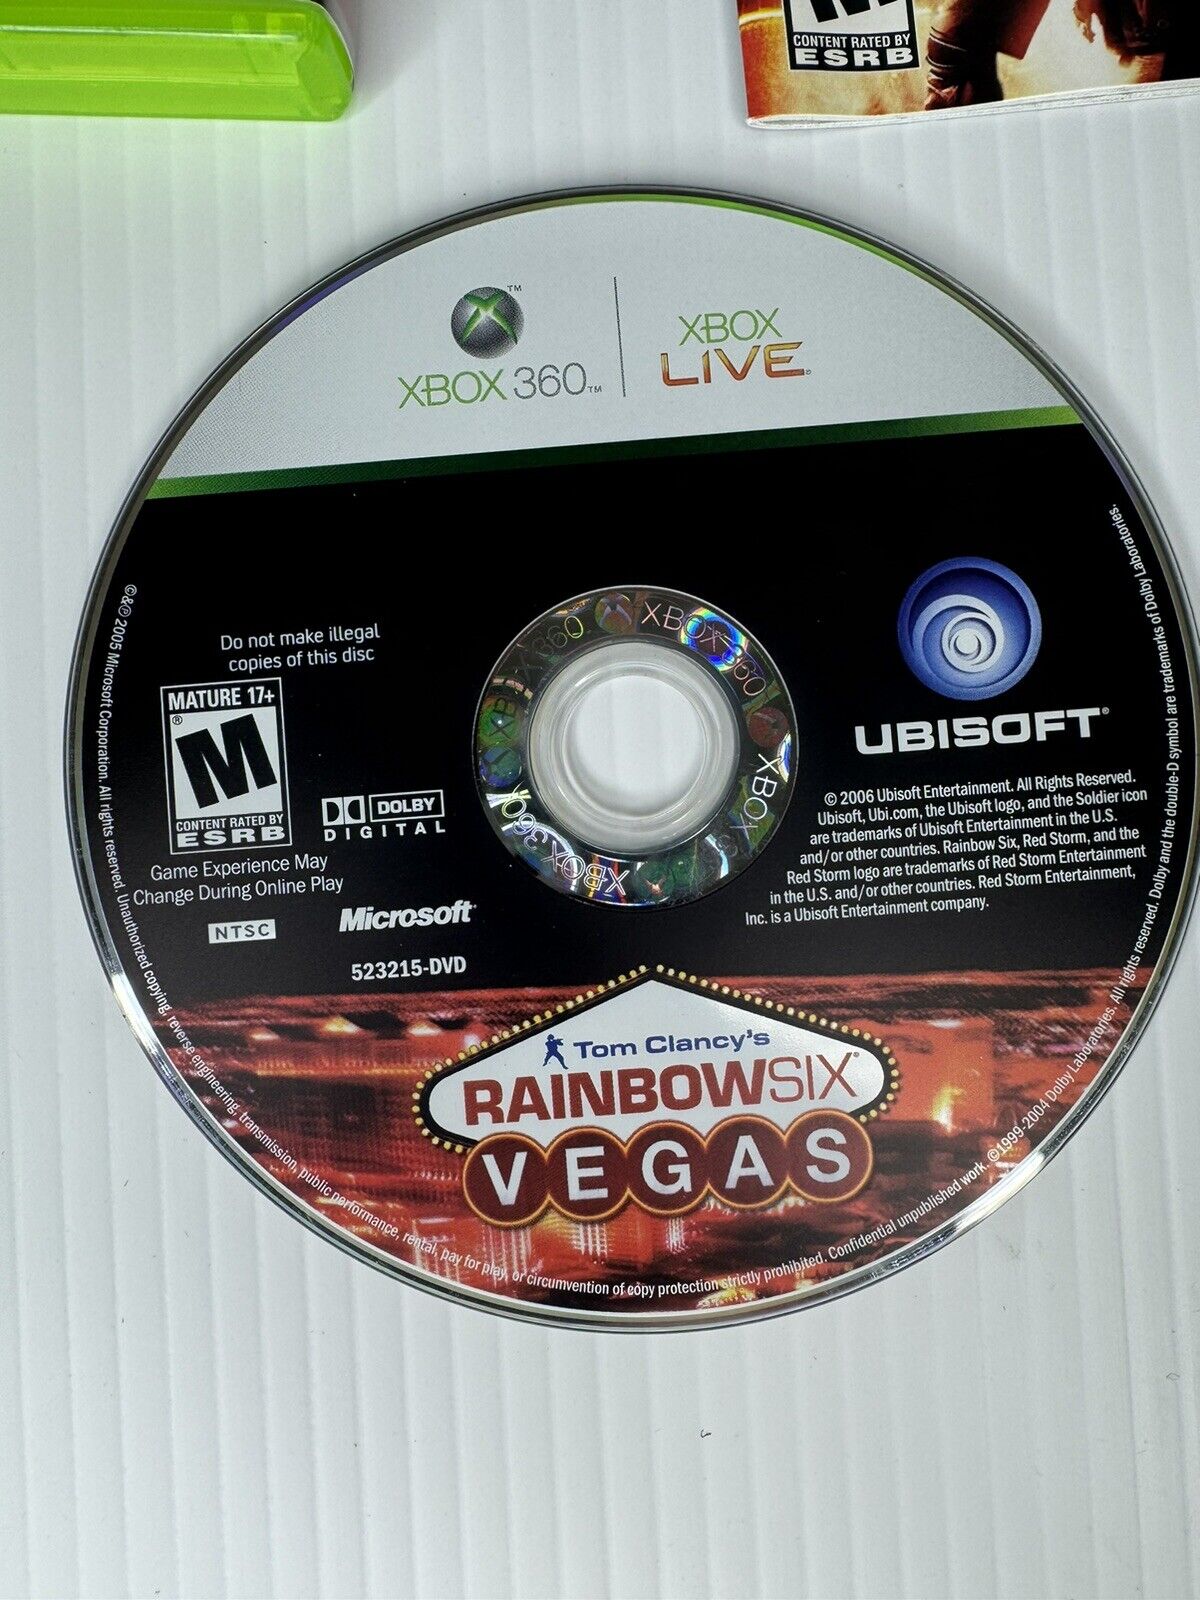 M
CONTENT RATED BY
ESRB
XBOX 360™
XBOX
LIVE®
Do not make illegal
copies of this disc
MATURE 17+
M®
CONTENT RATED BY
ESRB
DOLBY
DIGITAL
Game Experience May
Change During Online Play
NTSC
Microsoft®
523215-DVD
XBOX 360
XBOX 360
XBOX 360
UBISOFT®
© 2006 Ubisoft Entertainment. All Rights Reserved.
Ubisoft, Ubi.com, the Ubisoft logo, and the Soldier icon
are trademarks of Ubisoft Entertainment in the U.S.
and/or other countries. Rainbow Six, Red Storm, and the
Red Storm logo are trademarks of Red Storm Entertainment
in the U.S. and/or other countries. Red Storm Entertainment,
Inc. is a Ubisoft Entertainment company.
Tom Clancy's
RAINBOWSIX®
VEGAS
©&℗ 2005 Microsoft Corporation. All rights reserved. Unauthorized copying, reverse engineering, transmission, public performance, rental, pay for play, or circumvention of copy protection strictly prohibited. Confidential unpublished work. ©1999-2004 Dolby Laboratories. All rights reserved. Dolby and the double-D symbol are trademarks of Dolby Laboratories.